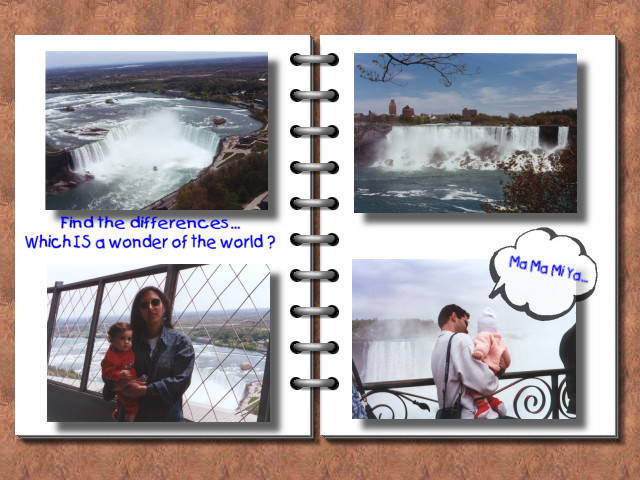 Find the differences...
Which IS a wonder of the world ?
Ma Ma Mi Ya...